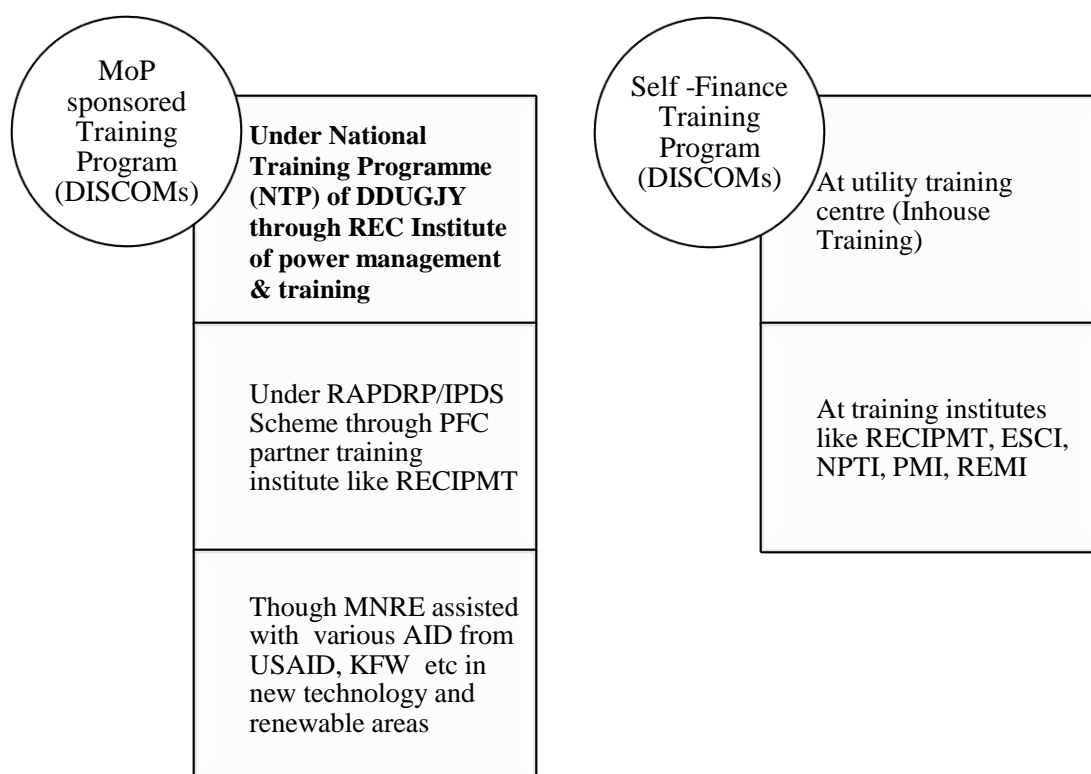 MoP
sponsored
Training
Program
(DISCOMs)
Under National
Training Programme
(NTP) of DDUGJY
through REC Institute
of power management
& training
Under RAPDRP/IPDS
Scheme through PFC
partner training
institute like RECIPMT
Though MNRE assisted
with various AID from
USAID, KFW etc in
new technology and
renewable areas
Self -Finance
Training
Program
(DISCOMs)
At utility training
centre (Inhouse
Training)
At training institutes
like RECIPMT, ESCI,
NPTI, PMI, REMI